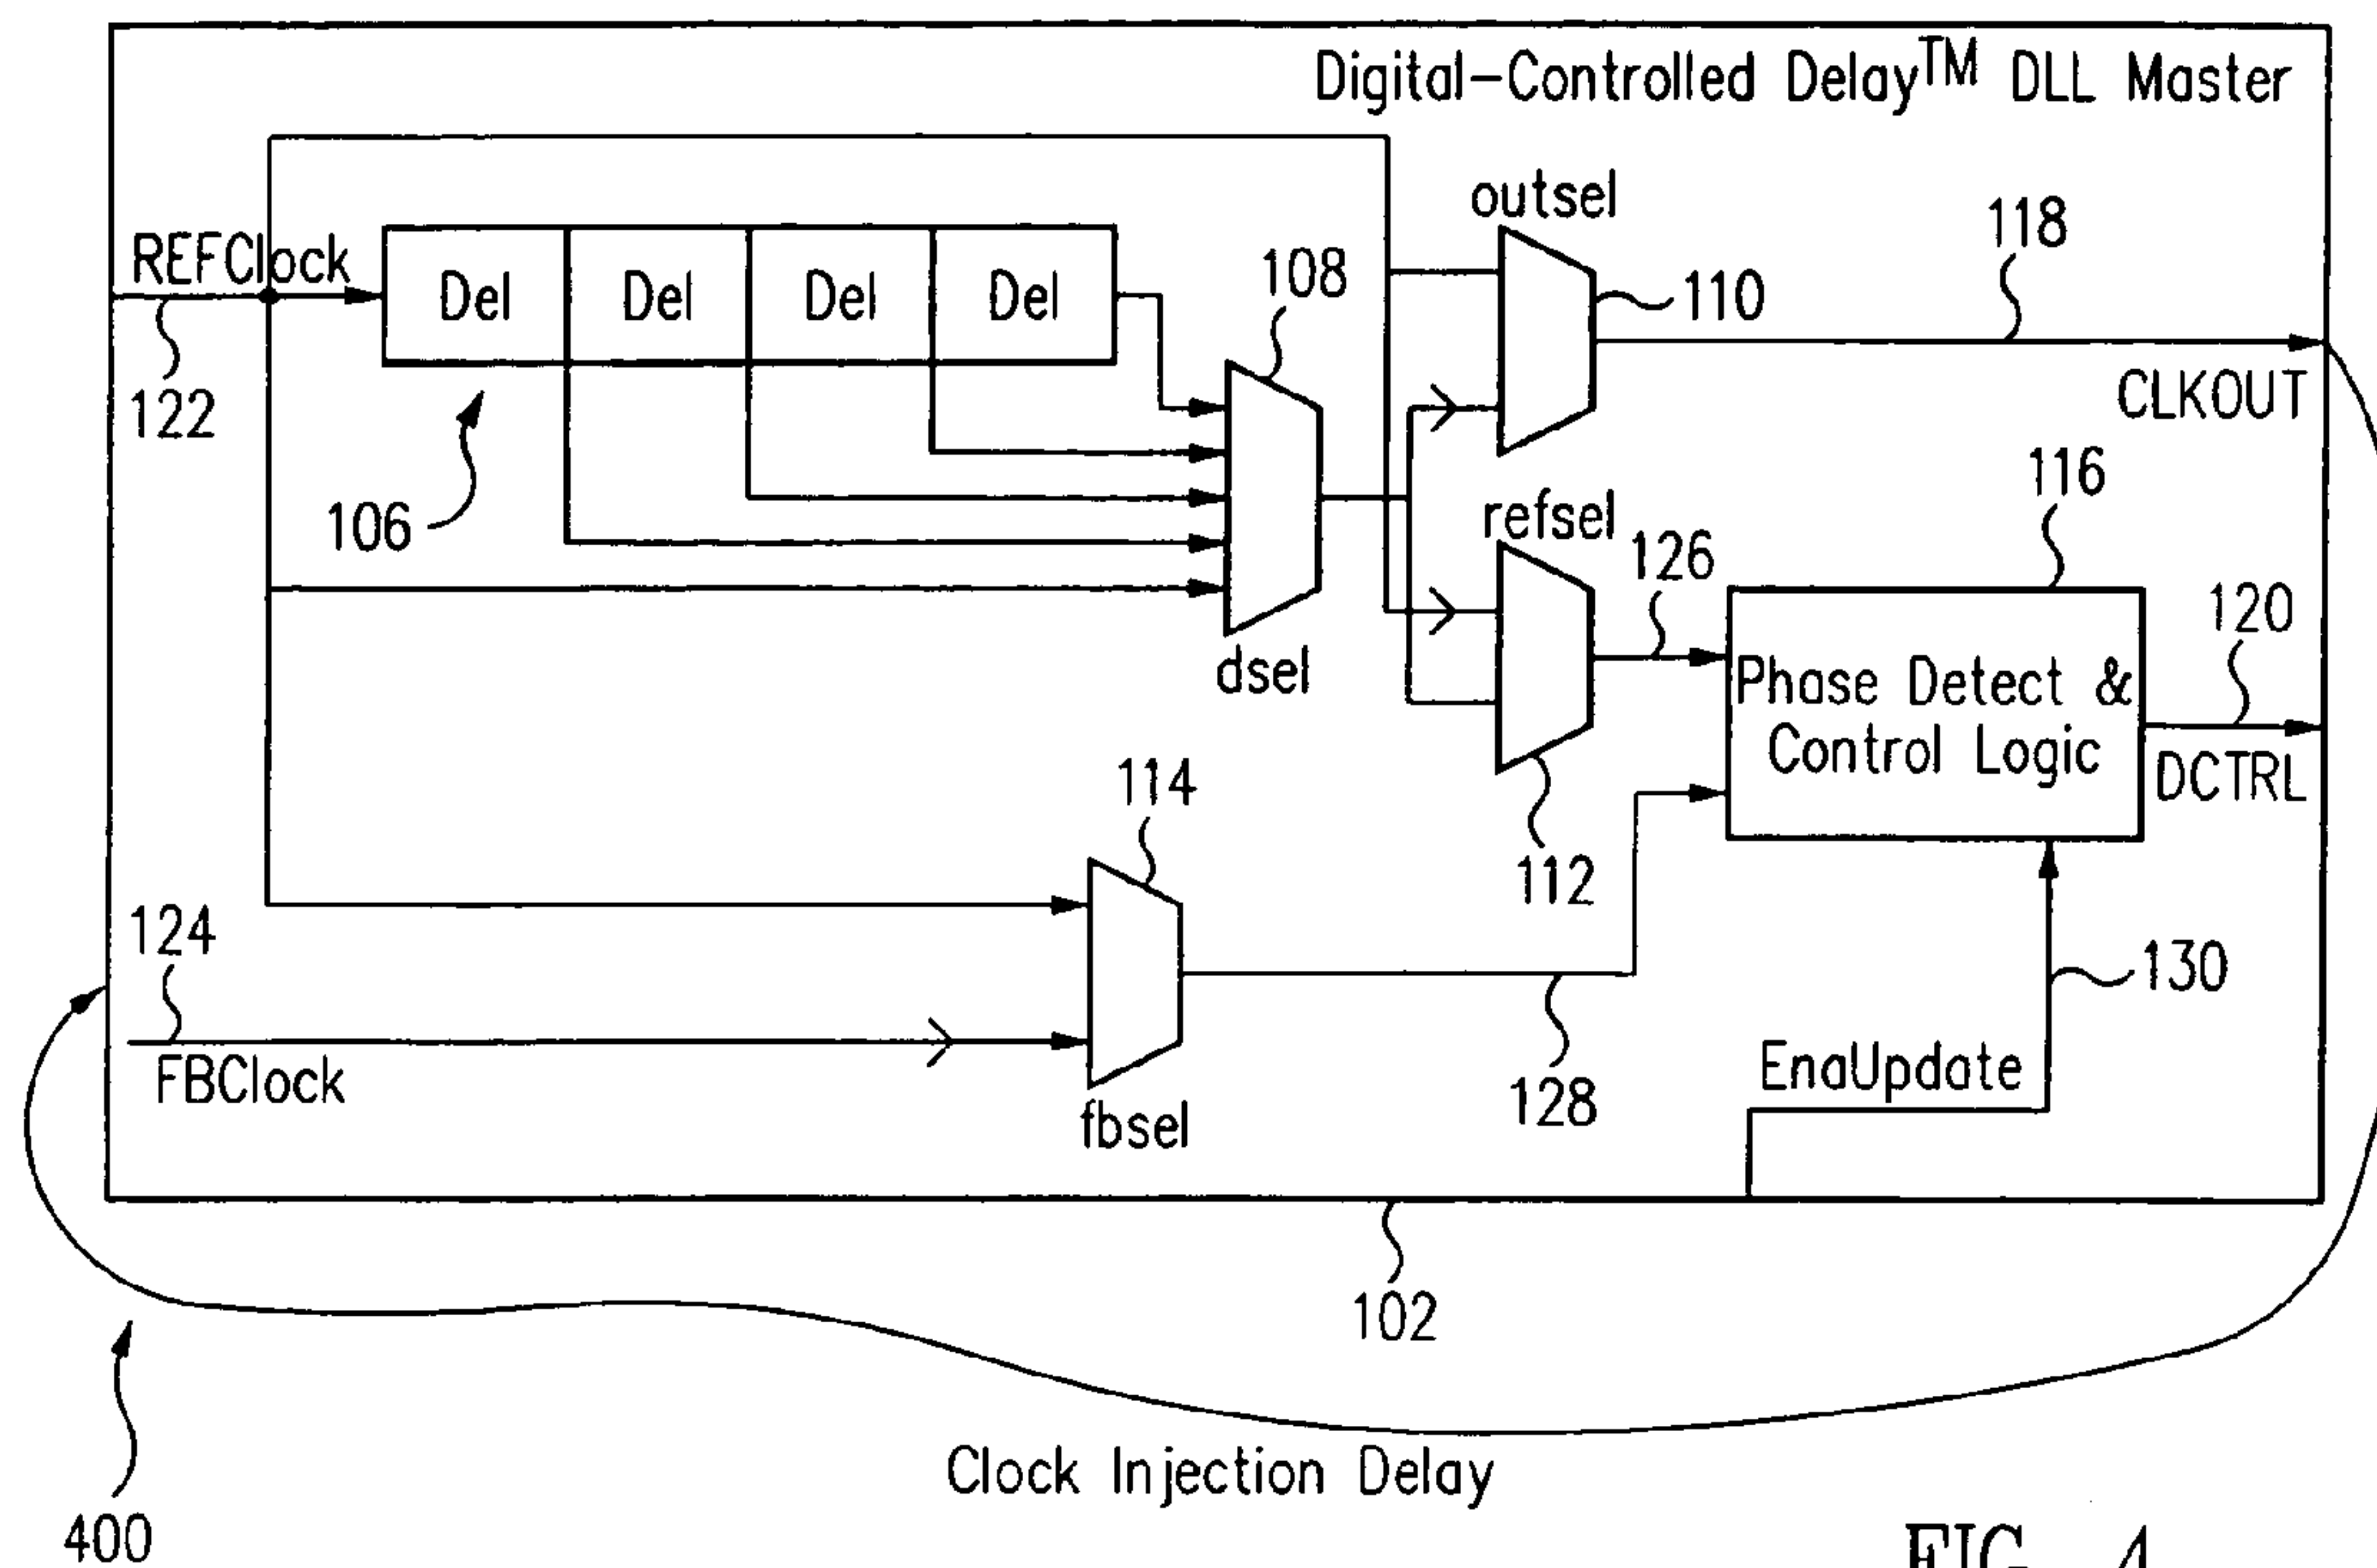 Digital-Controlled Delay™ DLL Master
outsel
118
REFClock
Del Del Del Del
108
110
122
CLKOUT
106
refsel
126
116
120
dsel
Phase Detect &
Control Logic
DCTRL
114
112
124
130
FBClock
EnaUpdate
128
fbsel
102
Clock Injection Delay
400
FIG. 4